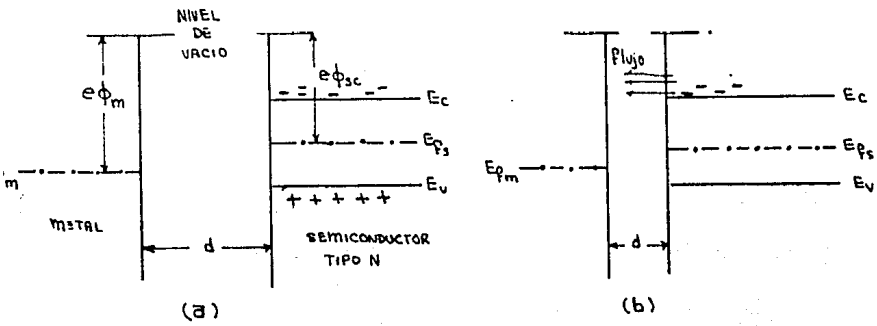 NIVEL
DE
VACIO
eϕm
eϕsc
Ec
Efs
Ev
m
METAL
d
SEMICONDUCTOR
TIPO N
(a)
flujo
Ec
Efs
Efm
Ev
d
(b)